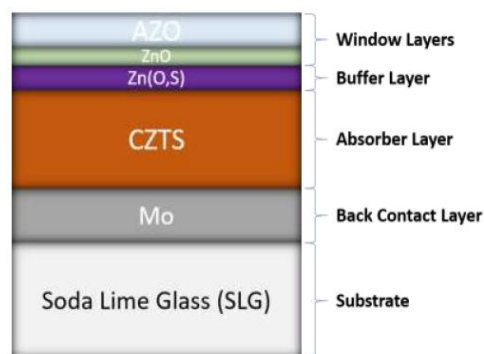 AZO
Window Layers
ZnO
Zn(O,S)
Buffer Layer
CZTS
Absorber Layer
Mo
Back Contact Layer
Soda Lime Glass (SLG)
Substrate